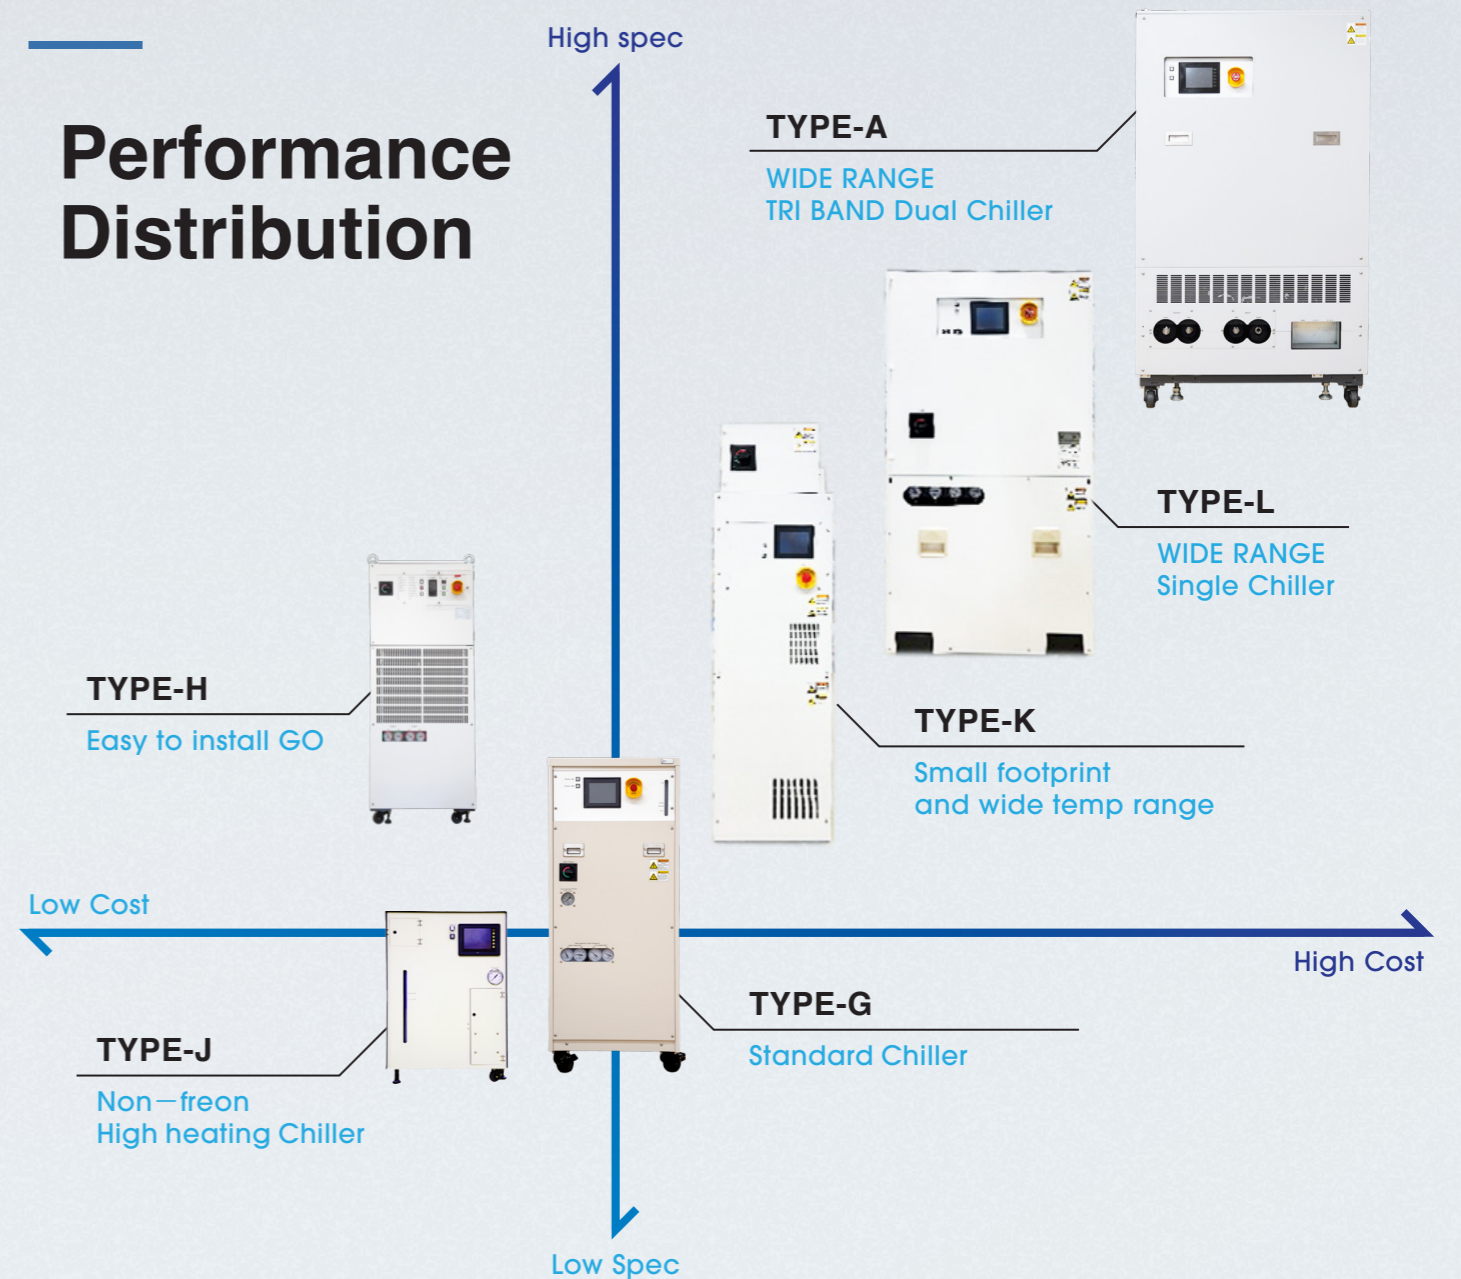 Performance
Distribution
High spec
TYPE-A
WIDE RANGE
TRI BAND Dual Chiller
TYPE-L
WIDE RANGE
Single Chiller
TYPE-H
Easy to install GO
TYPE-K
Small footprint
and wide temp range
Low Cost
High Cost
TYPE-G
Standard Chiller
TYPE-J
Non—freon
High heating Chiller
Low Spec